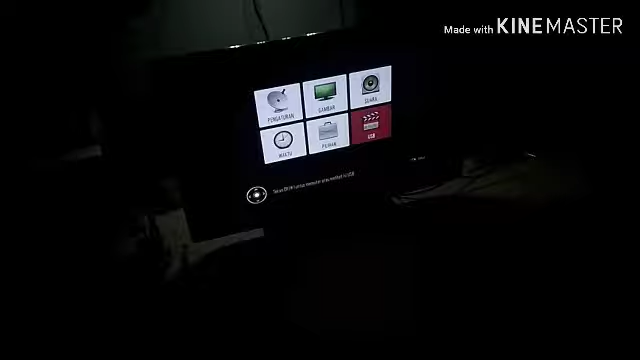 Made with KINEMASTER
PENGATURAN
GAMBAR
SUARA
WAKTU
PILIHAN
USB